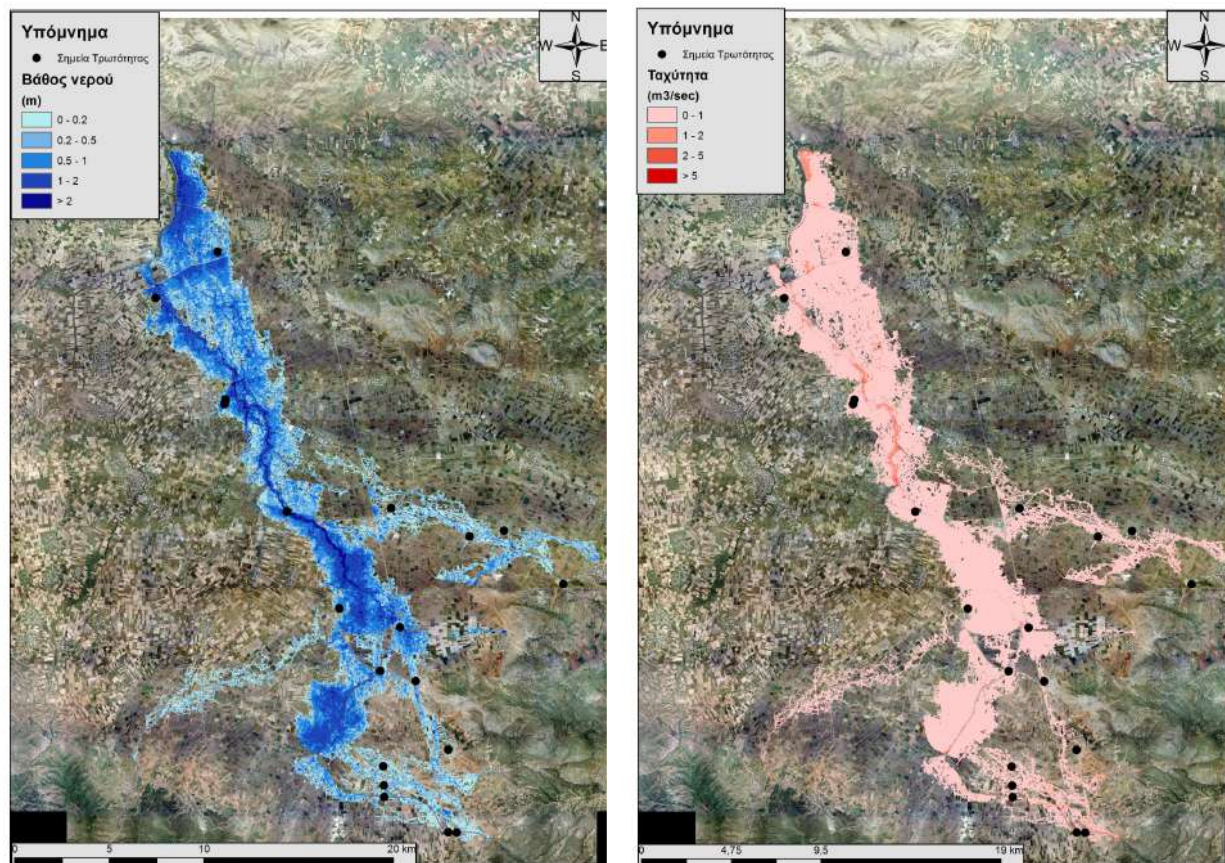 Υπόμνημα
Σημεία Τρωτότητας
Βάθος νερού
(m)
0 - 0.2
0.2 - 0.5
0.5 - 1
1 - 2
> 2
N
W E
S
0 5 10 20 km
Υπόμνημα
Σημεία Τρωτότητας
Ταχύτητα
(m3/sec)
0 - 1
1 - 2
2 - 5
> 5
N
W E
S
0 4,75 9,5 19 km